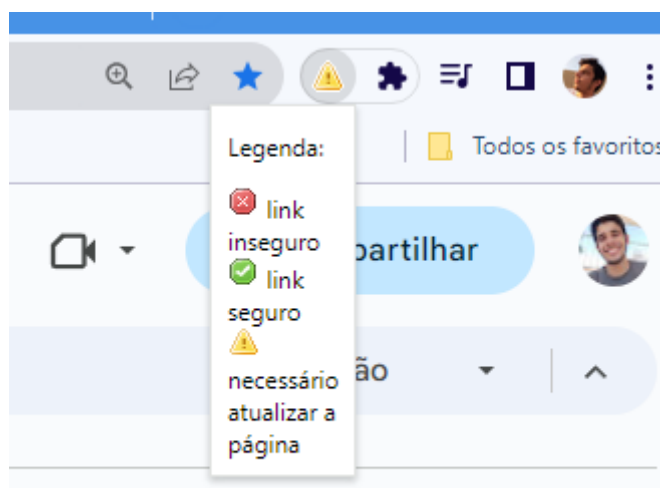 Todos os favoritos
Legenda:
link
inseguro
link
seguro
necessário
atualizar a
página
partilhar
ão